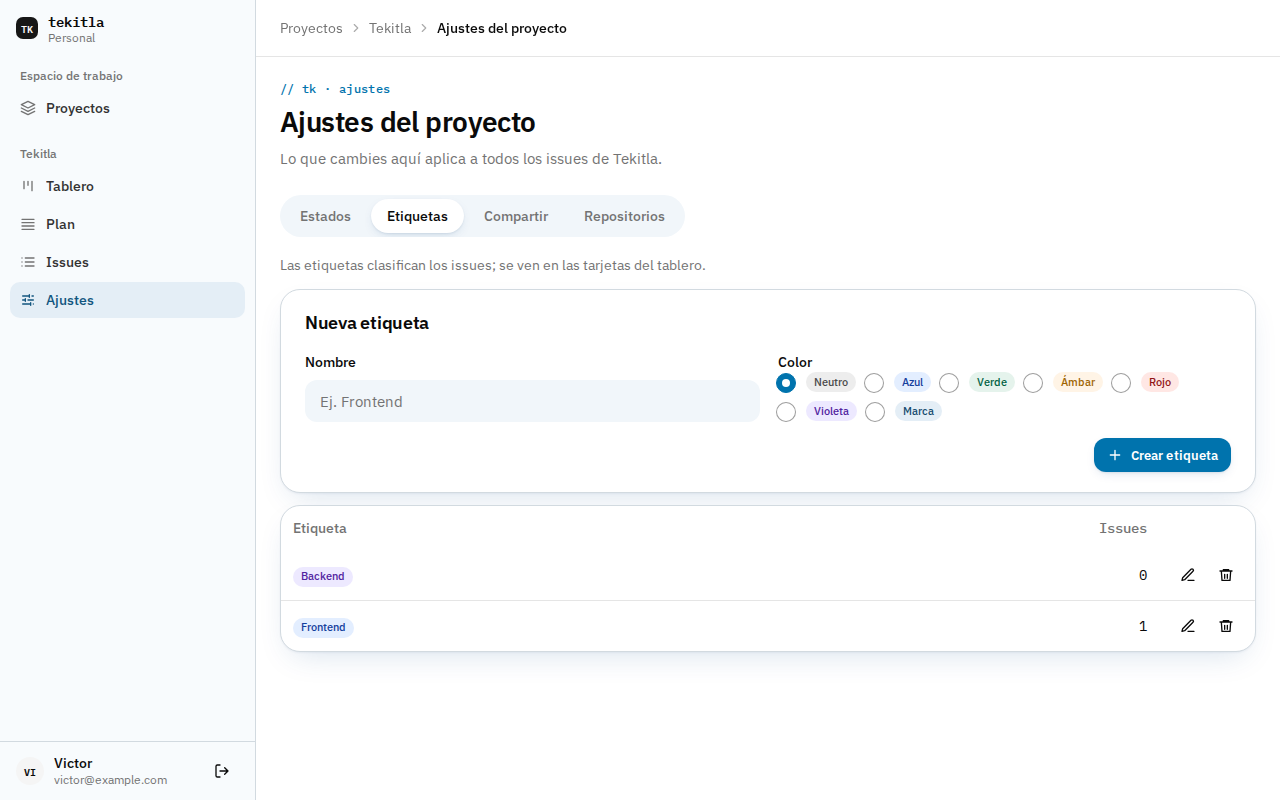 TK
tekitla
Personal
Espacio de trabajo
Proyectos
Tekitla
Tablero
Plan
Issues
Ajustes
VI
Victor
victor@example.com
Proyectos > Tekitla > Ajustes del proyecto
// tk · ajustes
Ajustes del proyecto
Lo que cambies aquí aplica a todos los issues de Tekitla.
Estados Etiquetas Compartir Repositorios
Las etiquetas clasifican los issues; se ven en las tarjetas del tablero.
Nueva etiqueta
Nombre
Ej. Frontend
Color
Neutro Azul Verde Ámbar Rojo
Violeta Marca
Crear etiqueta
Etiqueta Issues
Backend 0
Frontend 1